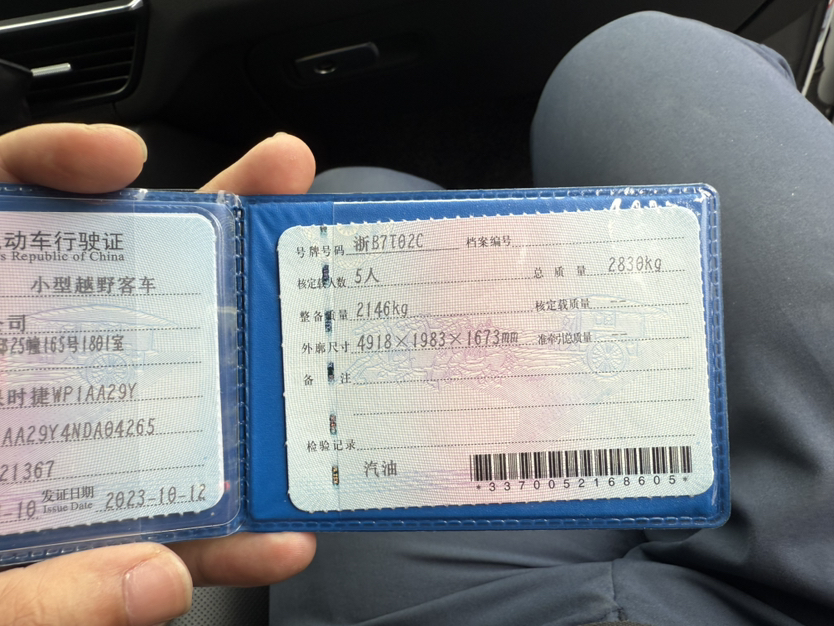 动车行驶证
s Republic of China
小型越野客车
公司
25幢165号1801室
时捷WP1AA29Y
AA29Y4NDA04265
21367
-10 发证日期 Issue Date 2023-10-12
号牌号码 浙B7T02C 档案编号
核定载人数 5人 总质量 2830kg
整备质量 2146kg 核定载质量 --
外廓尺寸 4918×1983×1673mm 准牵引总质量 --
备注
检验记录
汽油
*3370052168605*